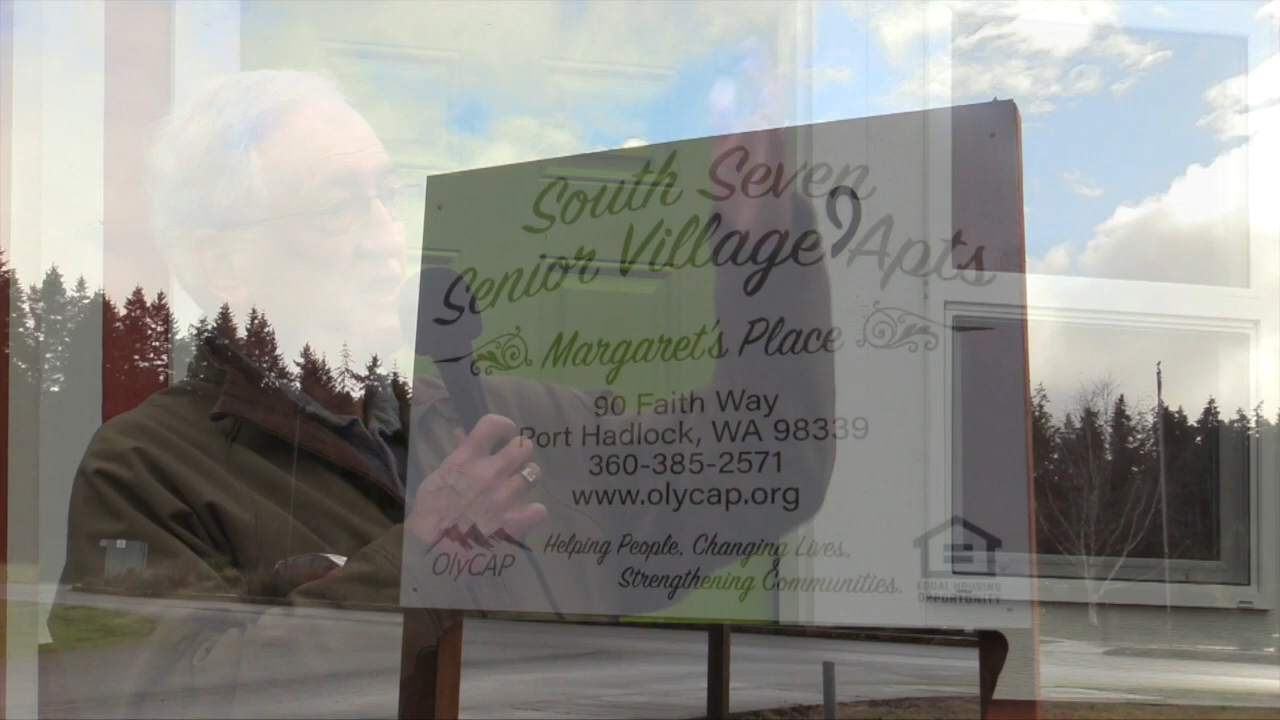 South Seven
Senior Village Apts
Margaret's Place
90 Faith Way
Port Hadlock, WA 98339
360-385-2571
www.olycap.org
OlyCAP
Helping People. Changing Lives.
Strengthening Communities.
EQUAL HOUSING
OPPORTUNITY